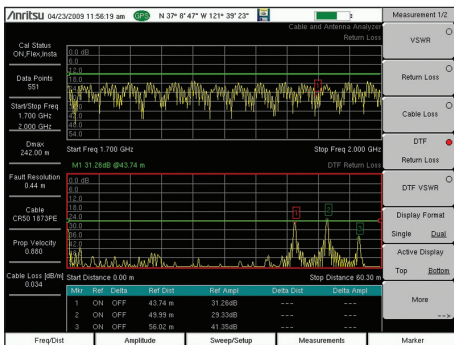 Anritsu 04/23/2009 11:56:19 am GPS N 37° 8' 47" W 121° 39' 23"
Measurement 1/2
Cable and Antenna Analyzer
Return Loss
Cal Status
ON,Flex,Insta
Data Points
551
Start/Stop Freq
1.700 GHz
2.000 GHz
Dmax
242.00 m
Fault Resolution
0.44 m
Cable
CR50 1873PE
Prop Velocity
0.880
Cable Loss [dB/m]
0.034
0.0 dB
6.0
12.0
18.0
48.0
54.0
Start Freq 1.700 GHz Stop Freq 2.000 GHz
M1 31.26dB @43.74 m DTF Return Loss
0.0 dB
6.0
12.0
18.0
24.0
30.0
36.0
42.0
1
2
3
Start Distance 0.00 m Stop Distance 60.30 m
Mkr Ref Delta Ref Dist Ref Ampl Delta Dist Delta Ampl
1 ON OFF 43.74 m 31.26dB --- ---
2 ON OFF 49.99 m 29.33dB --- ---
3 ON OFF 56.02 m 41.35dB --- ---
VSWR
Return Loss
Cable Loss
DTF
Return Loss
DTF VSWR
Display Format
Single Dual
Active Display
Top Bottom
More
-->
Freq/Dist Amplitude Sweep/Setup Measurements Marker